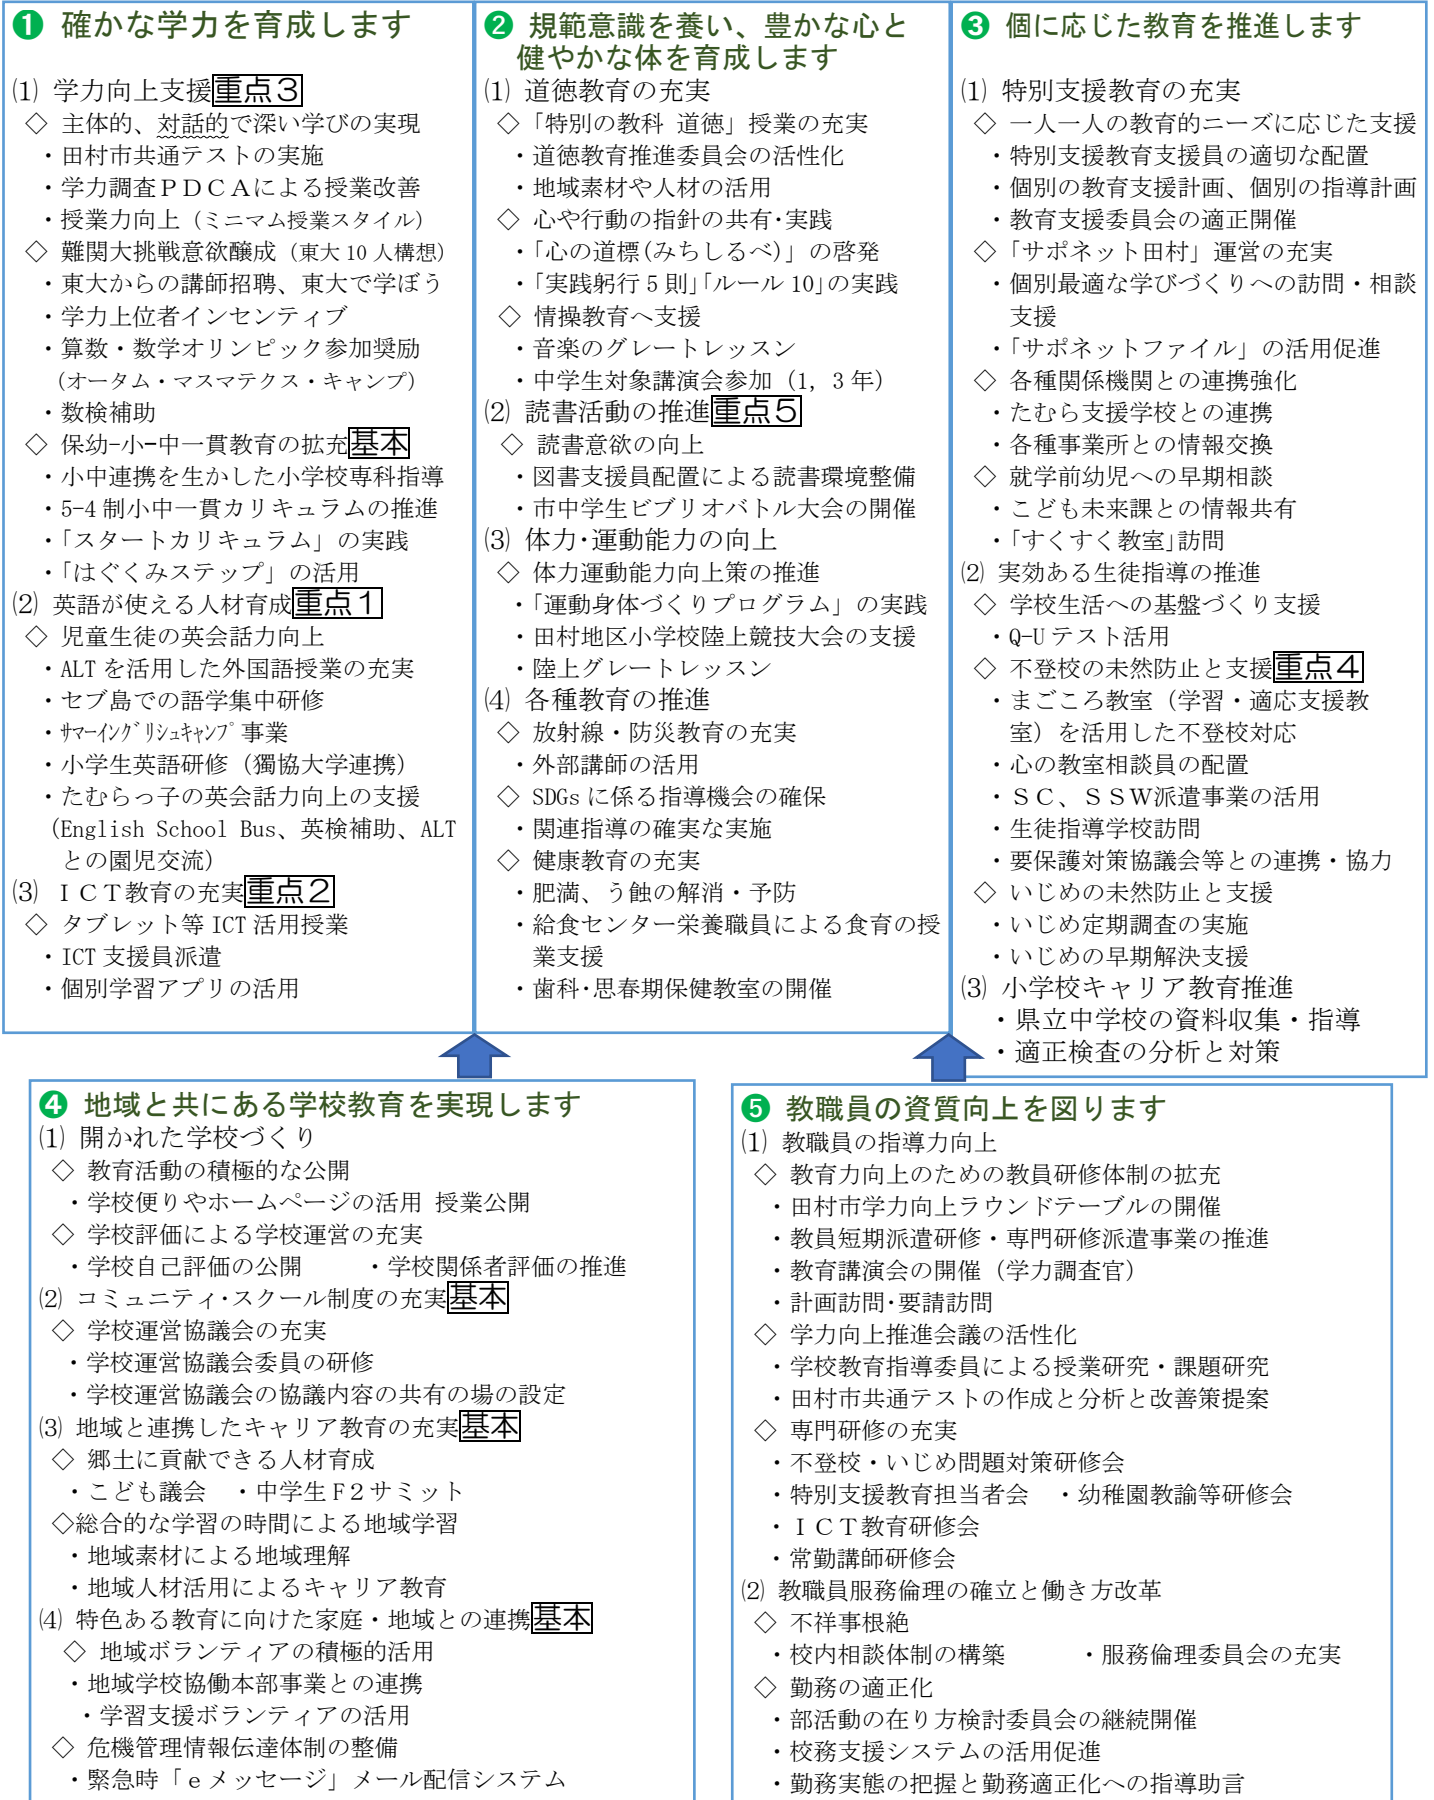 ❶ 確かな学力を育成します
⑴ 学力向上支援重点３
◇ 主体的、対話的で深い学びの実現
・田村市共通テストの実施
・学力調査ＰＤＣＡによる授業改善
・授業力向上（ミニマム授業スタイル）
◇ 難関大挑戦意欲醸成（東大10人構想）
・東大からの講師招聘、東大で学ぼう
・学力上位者インセンティブ
・算数・数学オリンピック参加奨励
（オータム・マスマテクス・キャンプ）
・数検補助
◇ 保幼-小-中一貫教育の拡充基本
・小中連携を生かした小学校専科指導
・5-4制小中一貫カリキュラムの推進
・「スタートカリキュラム」の実践
・「はぐくみステップ」の活用
⑵ 英語が使える人材育成重点１
◇ 児童生徒の英会話力向上
・ALTを活用した外国語授業の充実
・セブ島での語学集中研修
・ｻﾏｰｲﾝｸﾞﾘｼｭｷｬﾝﾌﾟ事業
・小学生英語研修（獨協大学連携）
・たむらっ子の英会話力向上の支援
（English School Bus、英検補助、ALT
との園児交流）
⑶ ＩＣＴ教育の充実重点２
◇ タブレット等ICT活用授業
・ICT支援員派遣
・個別学習アプリの活用
❷ 規範意識を養い、豊かな心と
健やかな体を育成します
⑴ 道徳教育の充実
◇「特別の教科 道徳」授業の充実
・道徳教育推進委員会の活性化
・地域素材や人材の活用
◇ 心や行動の指針の共有･実践
・「心の道標(みちしるべ)」の啓発
・「実践躬行5則｣｢ルール10｣の実践
◇ 情操教育へ支援
・音楽のグレートレッスン
・中学生対象講演会参加（1, 3年）
⑵ 読書活動の推進重点５
◇ 読書意欲の向上
・図書支援員配置による読書環境整備
・市中学生ビブリオバトル大会の開催
⑶ 体力･運動能力の向上
◇ 体力運動能力向上策の推進
・「運動身体づくりプログラム」の実践
・田村地区小学校陸上競技大会の支援
・陸上グレートレッスン
⑷ 各種教育の推進
◇ 放射線・防災教育の充実
・外部講師の活用
◇ SDGsに係る指導機会の確保
・関連指導の確実な実施
◇ 健康教育の充実
・肥満、う蝕の解消・予防
・給食センター栄養職員による食育の授
業支援
・歯科･思春期保健教室の開催
❸ 個に応じた教育を推進します
⑴ 特別支援教育の充実
◇ 一人一人の教育的ニーズに応じた支援
・特別支援教育支援員の適切な配置
・個別の教育支援計画、個別の指導計画
・教育支援委員会の適正開催
◇「サポネット田村」運営の充実
・個別最適な学びづくりへの訪問・相談
支援
・「サポネットファイル」の活用促進
◇ 各種関係機関との連携強化
・たむら支援学校との連携
・各種事業所との情報交換
◇ 就学前幼児への早期相談
・こども未来課との情報共有
・「すくすく教室｣訪問
⑵ 実効ある生徒指導の推進
◇ 学校生活への基盤づくり支援
・Q-Uテスト活用
◇ 不登校の未然防止と支援重点４
・まごころ教室（学習・適応支援教
室）を活用した不登校対応
・心の教室相談員の配置
・ＳＣ、ＳＳＷ派遣事業の活用
・生徒指導学校訪問
・要保護対策協議会等との連携・協力
◇ いじめの未然防止と支援
・いじめ定期調査の実施
・いじめの早期解決支援
⑶ 小学校キャリア教育推進
・県立中学校の資料収集・指導
・適正検査の分析と対策
❹ 地域と共にある学校教育を実現します
⑴ 開かれた学校づくり
◇ 教育活動の積極的な公開
・学校便りやホームページの活用 授業公開
◇ 学校評価による学校運営の充実
・学校自己評価の公開　・学校関係者評価の推進
⑵ コミュニティ･スクール制度の充実基本
◇ 学校運営協議会の充実
・学校運営協議会委員の研修
・学校運営協議会の協議内容の共有の場の設定
⑶ 地域と連携したキャリア教育の充実基本
◇ 郷土に貢献できる人材育成
・こども議会　・中学生F２サミット
◇総合的な学習の時間による地域学習
・地域素材による地域理解
・地域人材活用によるキャリア教育
⑷ 特色ある教育に向けた家庭・地域との連携基本
◇ 地域ボランティアの積極的活用
・地域学校協働本部事業との連携
・学習支援ボランティアの活用
◇ 危機管理情報伝達体制の整備
・緊急時「ｅメッセージ」メール配信システム
❺ 教職員の資質向上を図ります
⑴ 教職員の指導力向上
◇ 教育力向上のための教員研修体制の拡充
・田村市学力向上ラウンドテーブルの開催
・教員短期派遣研修・専門研修派遣事業の推進
・教育講演会の開催（学力調査官）
・計画訪問･要請訪問
◇ 学力向上推進会議の活性化
・学校教育指導委員による授業研究・課題研究
・田村市共通テストの作成と分析と改善策提案
◇ 専門研修の充実
・不登校・いじめ問題対策研修会
・特別支援教育担当者会　・幼稚園教諭等研修会
・ＩＣＴ教育研修会
・常勤講師研修会
⑵ 教職員服務倫理の確立と働き方改革
◇ 不祥事根絶
・校内相談体制の構築　・服務倫理委員会の充実
◇ 勤務の適正化
・部活動の在り方検討委員会の継続開催
・校務支援システムの活用促進
・勤務実態の把握と勤務適正化への指導助言